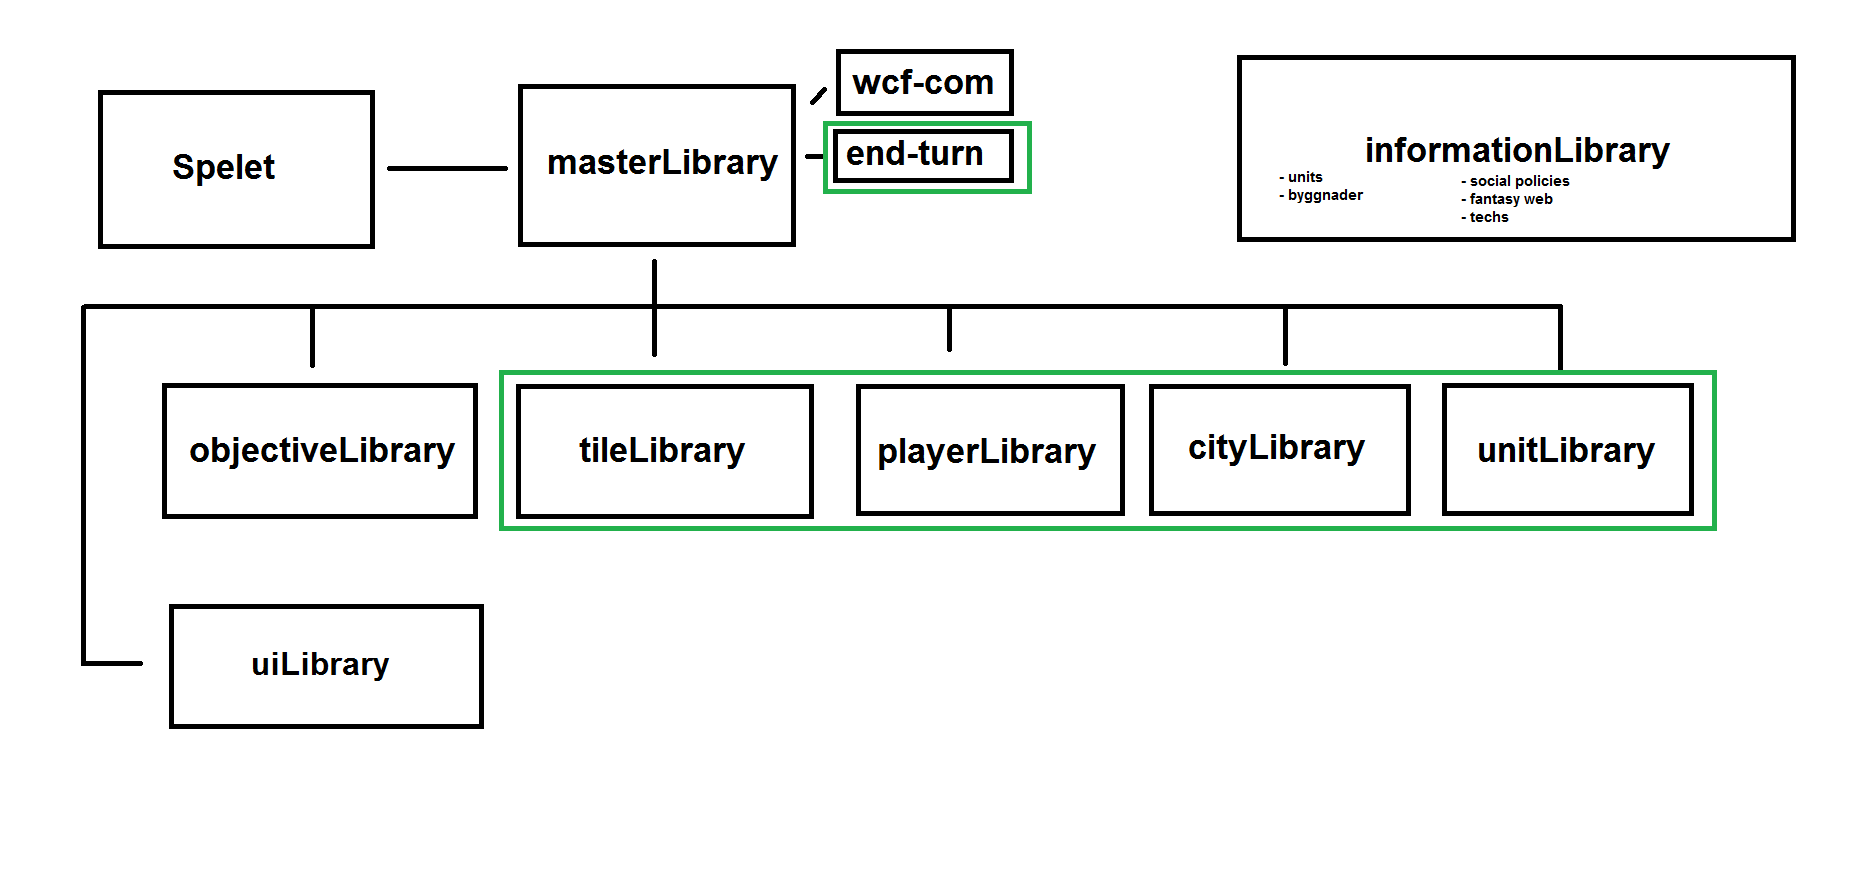 wcf-com
Spelet
masterLibrary
end-turn
informationLibrary
- units
- byggnader
- social policies
- fantasy web
- techs
objectiveLibrary
tileLibrary
playerLibrary
cityLibrary
unitLibrary
uiLibrary